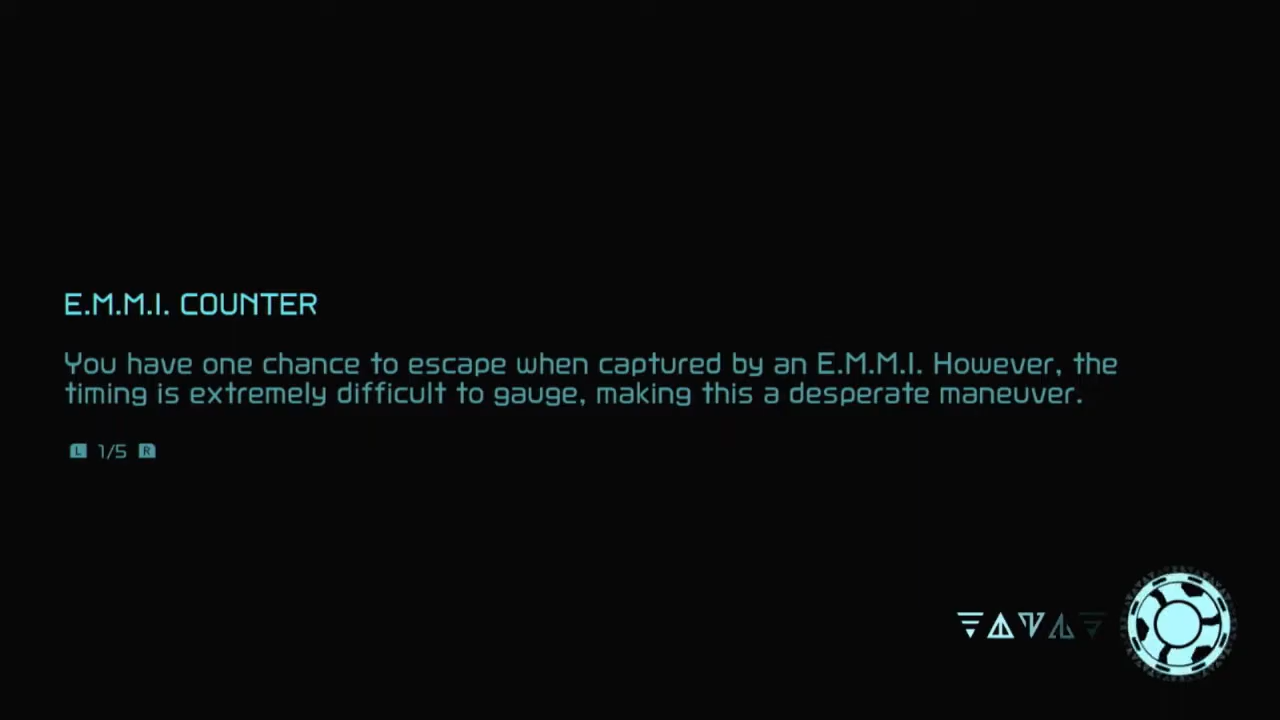 E.M.M.I. COUNTER
You have one chance to escape when captured by an E.M.M.I. However, the
timing is extremely difficult to gauge, making this a desperate maneuver.
L 1/5 R